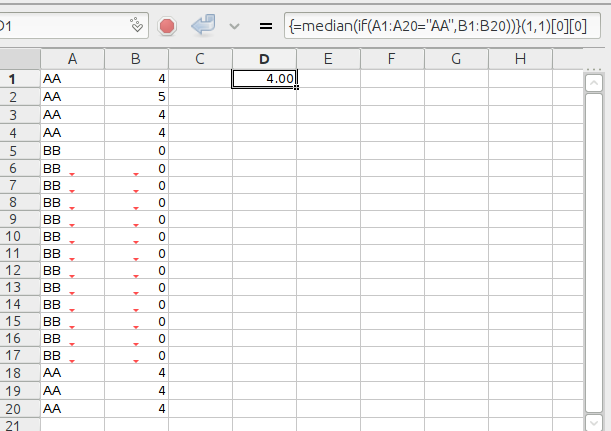 D1 = {=median(if(A1:A20="AA",B1:B20))}(1,1)[0][0]
A B C D E F G H
1 AA 4 4.00
2 AA 5
3 AA 4
4 AA 4
5 BB 0
6 BB 0
7 BB 0
8 BB 0
9 BB 0
10 BB 0
11 BB 0
12 BB 0
13 BB 0
14 BB 0
15 BB 0
16 BB 0
17 BB 0
18 AA 4
19 AA 4
20 AA 4
21